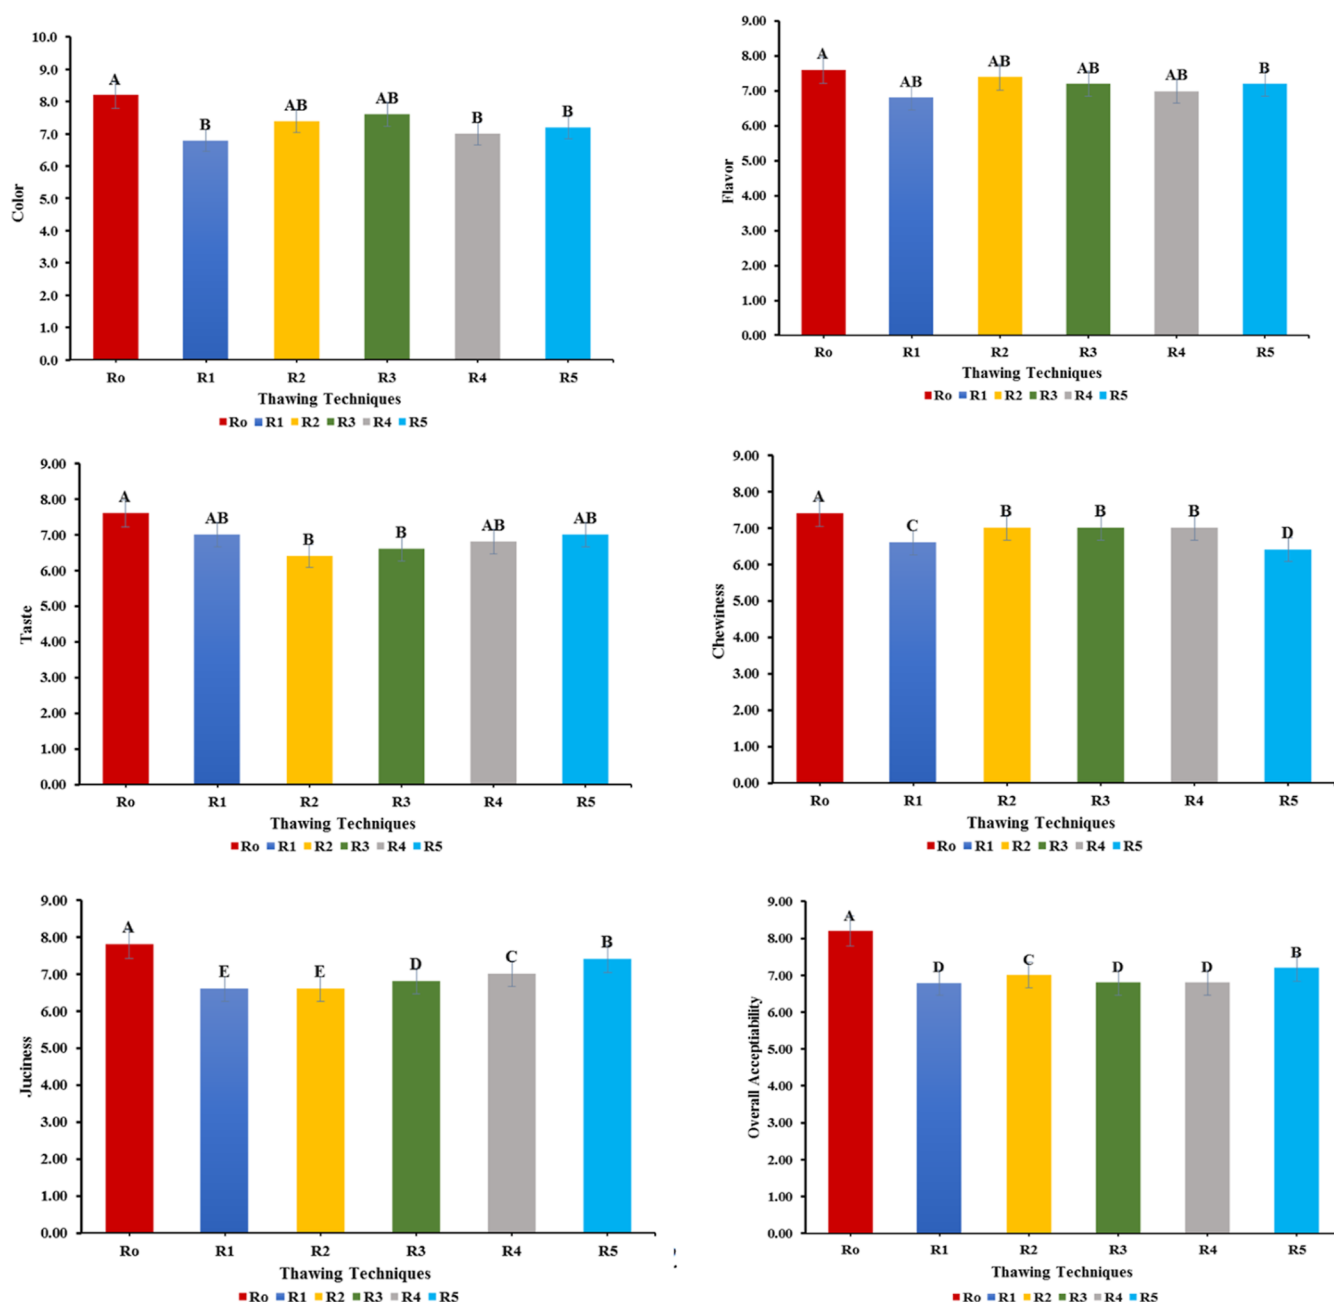 10.0
9.0
8.0
7.0
6.0
5.0
4.0
3.0
2.0
1.0
0.0
Color
A
B
AB
AB
B
B
Ro R1 R2 R3 R4 R5
Thawing Techniques
Ro R1 R2 R3 R4 R5
9.00
8.00
7.00
6.00
5.00
4.00
3.00
2.00
1.00
0.00
Flavor
A
AB
AB
AB
AB
B
Ro R1 R2 R3 R4 R5
Thawing Techniques
Ro R1 R2 R3 R4 R5
9.00
8.00
7.00
6.00
5.00
4.00
3.00
2.00
1.00
0.00
Taste
A
AB
B
B
AB
AB
Ro R1 R2 R3 R4 R5
Thawing Techniques
Ro R1 R2 R3 R4 R5
9.00
8.00
7.00
6.00
5.00
4.00
3.00
2.00
1.00
0.00
Chewiness
A
C
B
B
B
D
Ro R1 R2 R3 R4 R5
Thawing Techniques
Ro R1 R2 R3 R4 R5
9.00
8.00
7.00
6.00
5.00
4.00
3.00
2.00
1.00
0.00
Juciness
A
E
E
D
C
B
Ro R1 R2 R3 R4 R5
Thawing Techniques
Ro R1 R2 R3 R4 R5
9.00
8.00
7.00
6.00
5.00
4.00
3.00
2.00
1.00
0.00
Overall Acceptiability
A
D
C
D
D
B
Ro R1 R2 R3 R4 R5
Thawing Techniques
Ro R1 R2 R3 R4 R5